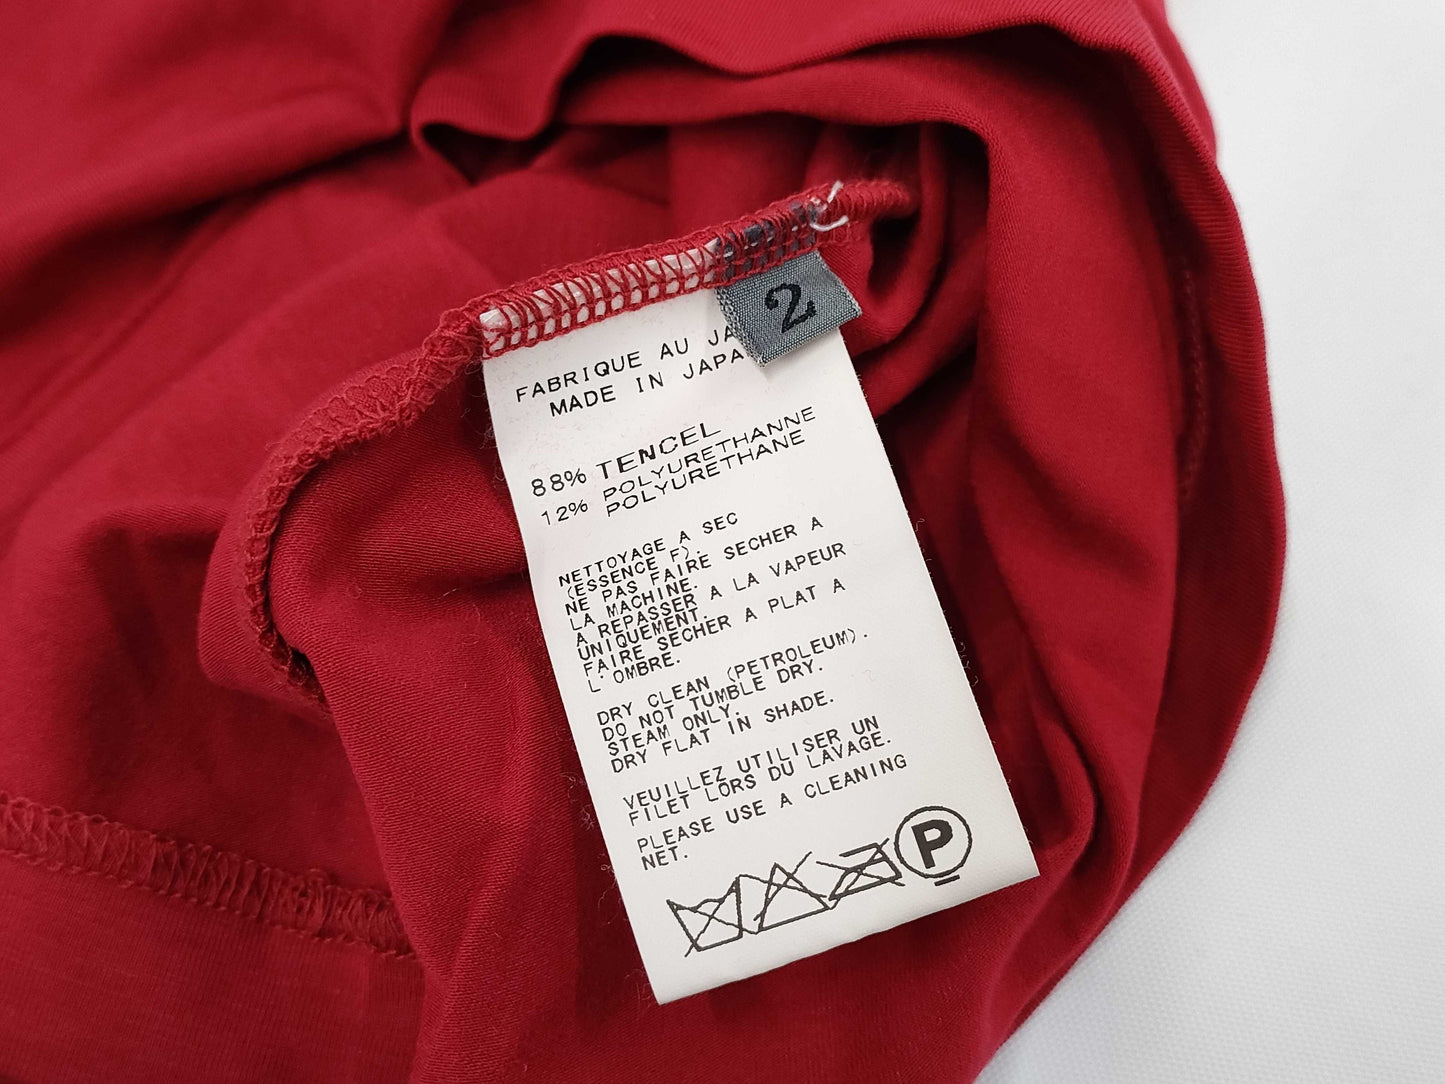 2
FABRIQUE AU
MADE IN
88% TENCEL
12% POLYURETHANNE
POLYURETHANE
NETTOYAGE A SEC
(ESSENCE F).
NE PAS FAIRE SECHER A
LA MACHINE.
A REPASSER A LA VAPEUR
UNIQUEMENT.
FAIRE SECHER A PLAT A
L'OMBRE.
DRY CLEAN (PETROLEUM).
DO NOT TUMBLE DRY.
STEAM ONLY.
DRY FLAT IN SHADE.
VEUILLEZ UTILISER UN
FILET LORS DU LAVAGE.
PLEASE USE A CLEANING
NET.
P